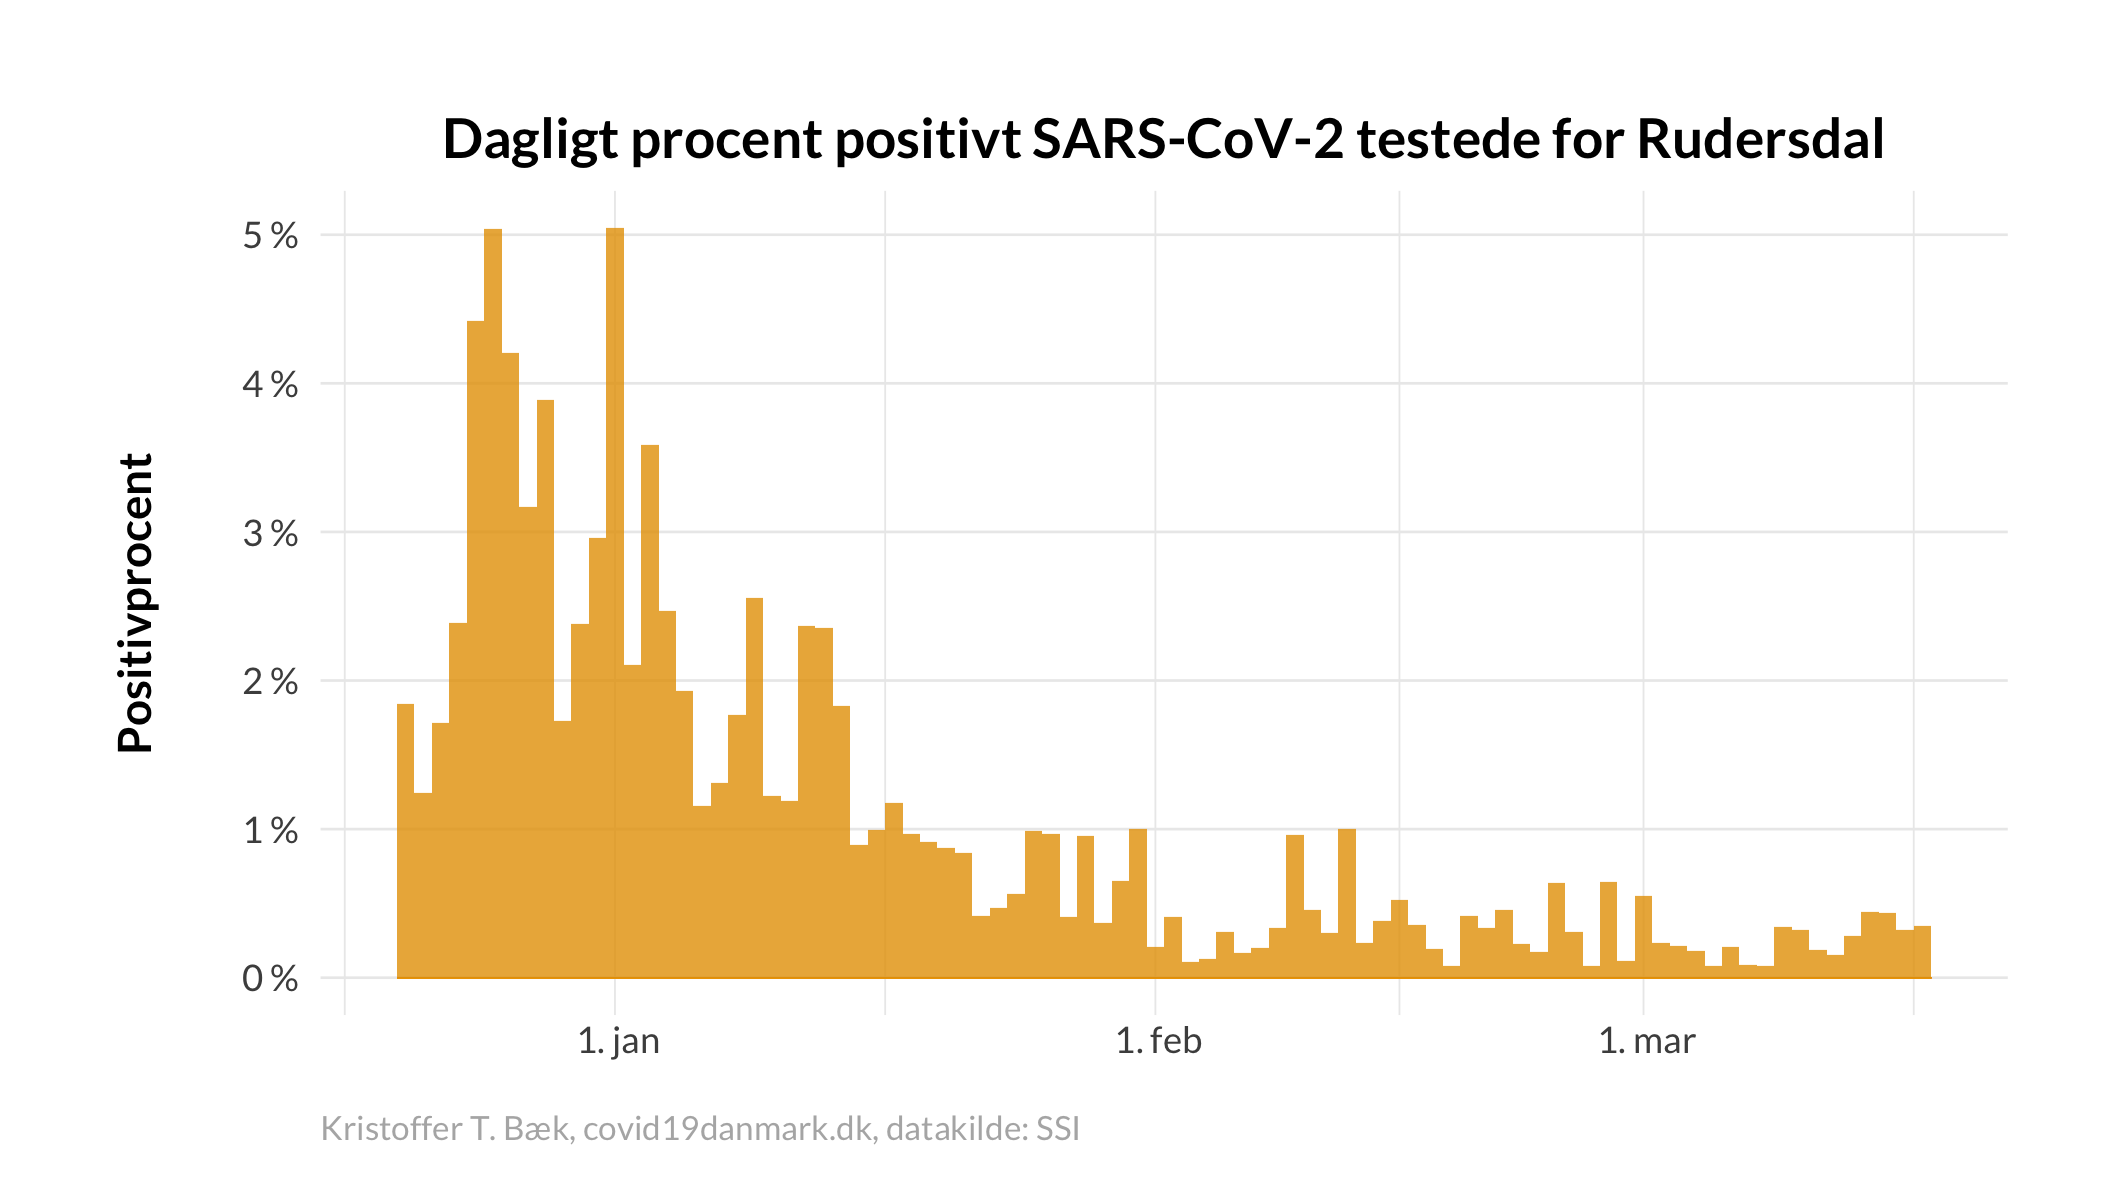 Dagligt procent positivt SARS-CoV-2 testede for Rudersdal
Positivprocent
5 %
4 %
3 %
2 %
1 %
0 %
1. jan
1. feb
1. mar
Kristoffer T. Bæk, covid19danmark.dk, datakilde: SSI